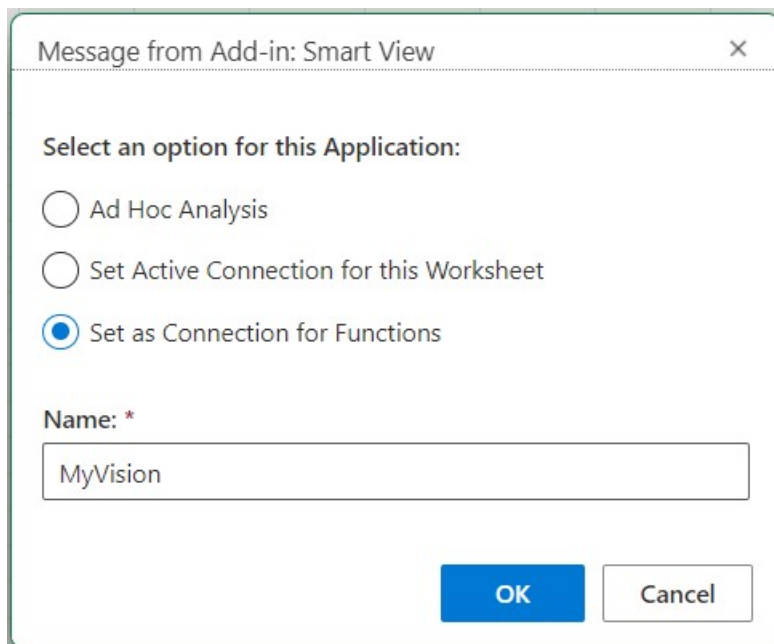 Message from Add-in: Smart View
Select an option for this Application:
Ad Hoc Analysis
Set Active Connection for this Worksheet
Set as Connection for Functions
Name: *
MyVision
OK
Cancel